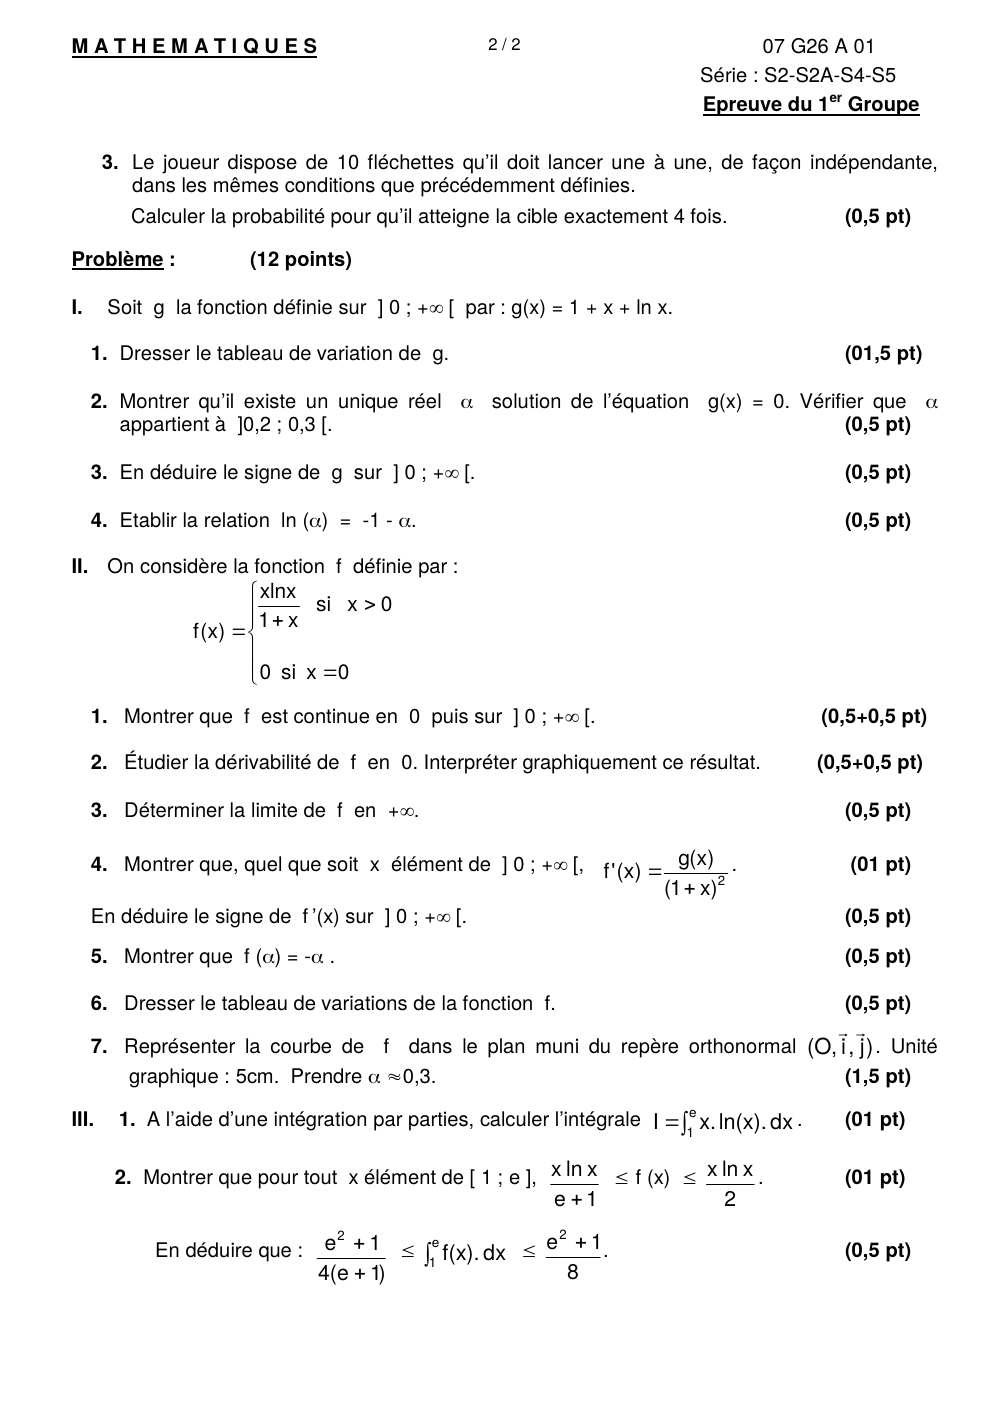 MATHEMATIQUES 2 / 2 07 G26 A 01
Série : S2-S2A-S4-S5
Epreuve du 1er Groupe
3. Le joueur dispose de 10 fléchettes qu’il doit lancer une à une, de façon indépendante,
dans les mêmes conditions que précédemment définies.
Calculer la probabilité pour qu’il atteigne la cible exactement 4 fois. (0,5 pt)
Problème : (12 points)
I. Soit g la fonction définie sur ] 0 ; +∞ [ par : g(x) = 1 + x + ln x.
1. Dresser le tableau de variation de g. (01,5 pt)
2. Montrer qu’il existe un unique réel α solution de l’équation g(x) = 0. Vérifier que α
appartient à ]0,2 ; 0,3 [. (0,5 pt)
3. En déduire le signe de g sur ] 0 ; +∞ [. (0,5 pt)
4. Etablir la relation ln (α) = -1 - α. (0,5 pt)
II. On considère la fonction f définie par :
f(x) = { xlnx / (1 + x) si x > 0
0 si x = 0
1. Montrer que f est continue en 0 puis sur ] 0 ; +∞ [. (0,5+0,5 pt)
2. Étudier la dérivabilité de f en 0. Interpréter graphiquement ce résultat. (0,5+0,5 pt)
3. Déterminer la limite de f en +∞. (0,5 pt)
4. Montrer que, quel que soit x élément de ] 0 ; +∞ [, f'(x) = g(x) / (1 + x)². (01 pt)
En déduire le signe de f ’(x) sur ] 0 ; +∞ [. (0,5 pt)
5. Montrer que f (α) = -α . (0,5 pt)
6. Dresser le tableau de variations de la fonction f. (0,5 pt)
7. Représenter la courbe de f dans le plan muni du repère orthonormal (O, i⃗ , j⃗ ). Unité
graphique : 5cm. Prendre α ≈ 0,3. (1,5 pt)
III. 1. A l’aide d’une intégration par parties, calculer l’intégrale I = ∫₁ᵉ x. ln(x). dx . (01 pt)
2. Montrer que pour tout x élément de [ 1 ; e ], x ln x / (e + 1) ≤ f (x) ≤ x ln x / 2 . (01 pt)
En déduire que : (e² + 1) / 4(e + 1) ≤ ∫₁ᵉ f(x). dx ≤ (e² + 1) / 8 . (0,5 pt)